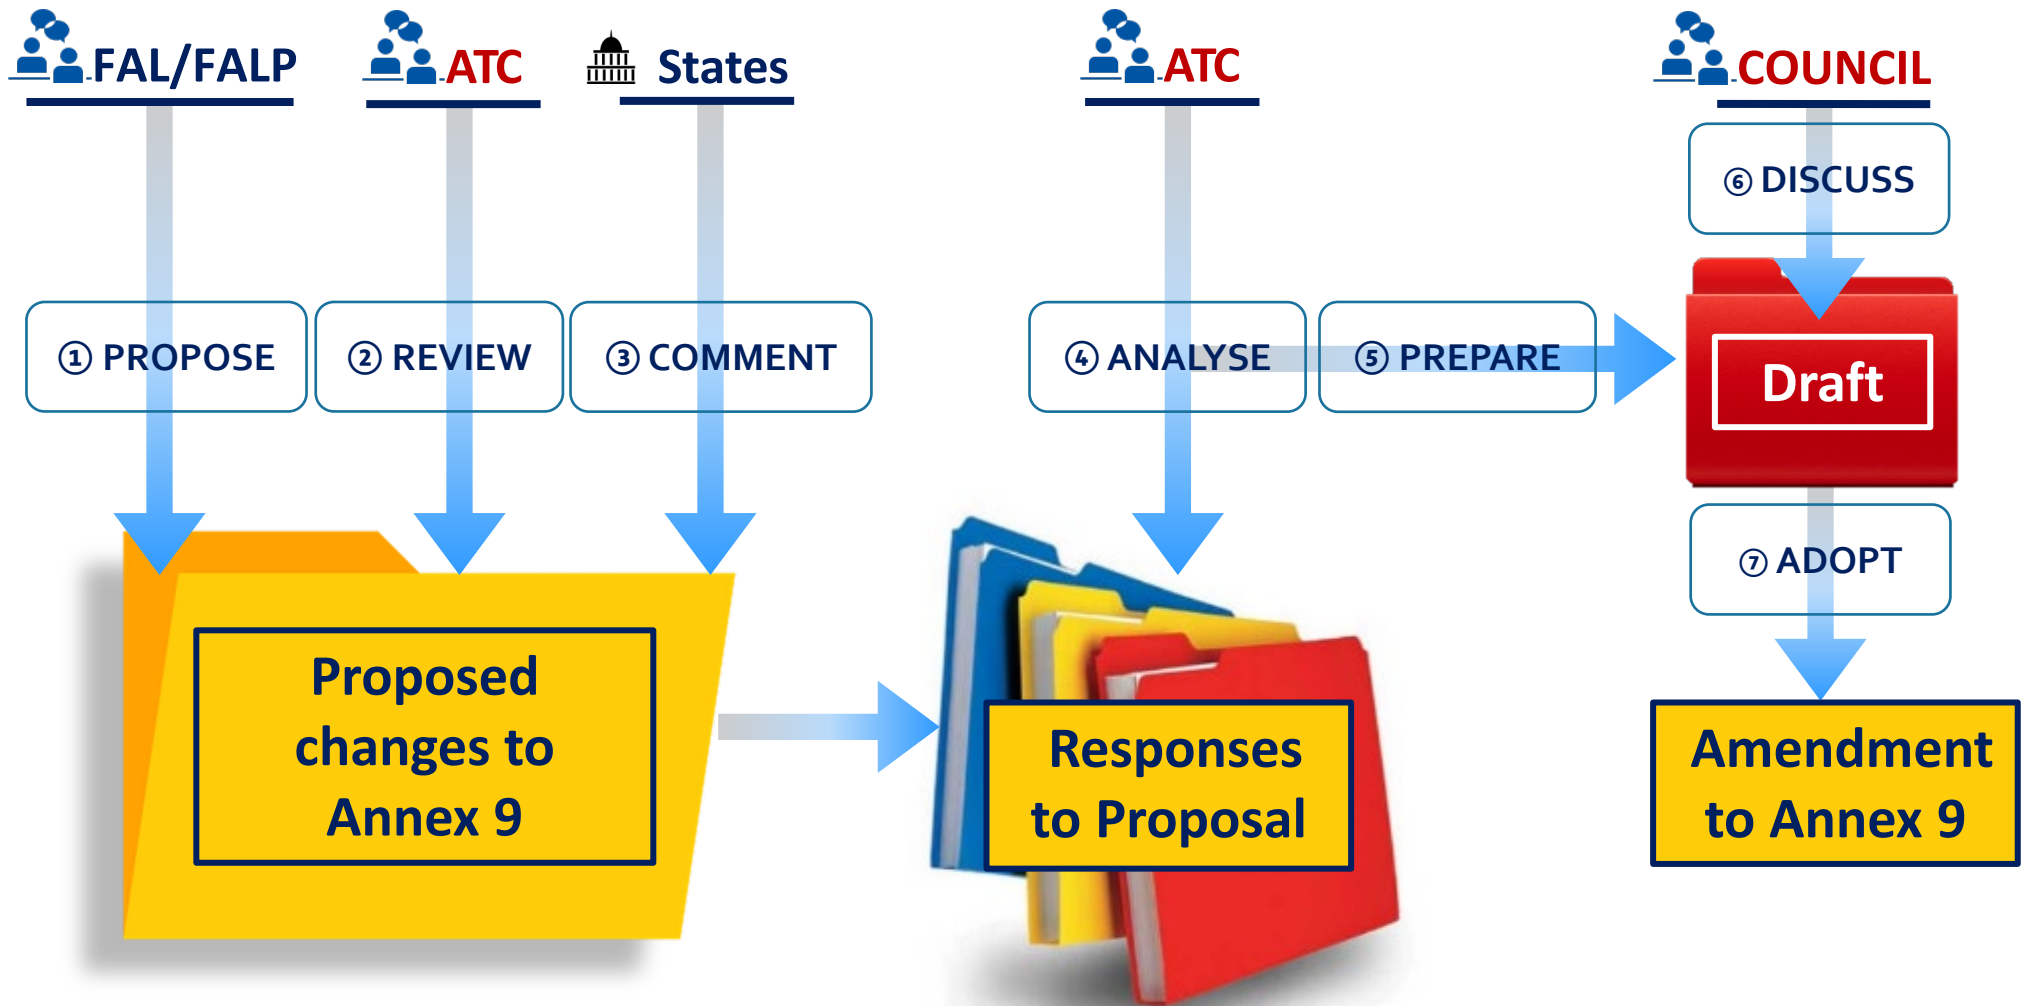 FAL/FALP
ATC
States
ATC
COUNCIL
⑥ DISCUSS
① PROPOSE
② REVIEW
③ COMMENT
④ ANALYSE
⑤ PREPARE
Draft
⑦ ADOPT
Proposed
changes to
Annex 9
Responses
to Proposal
Amendment
to Annex 9